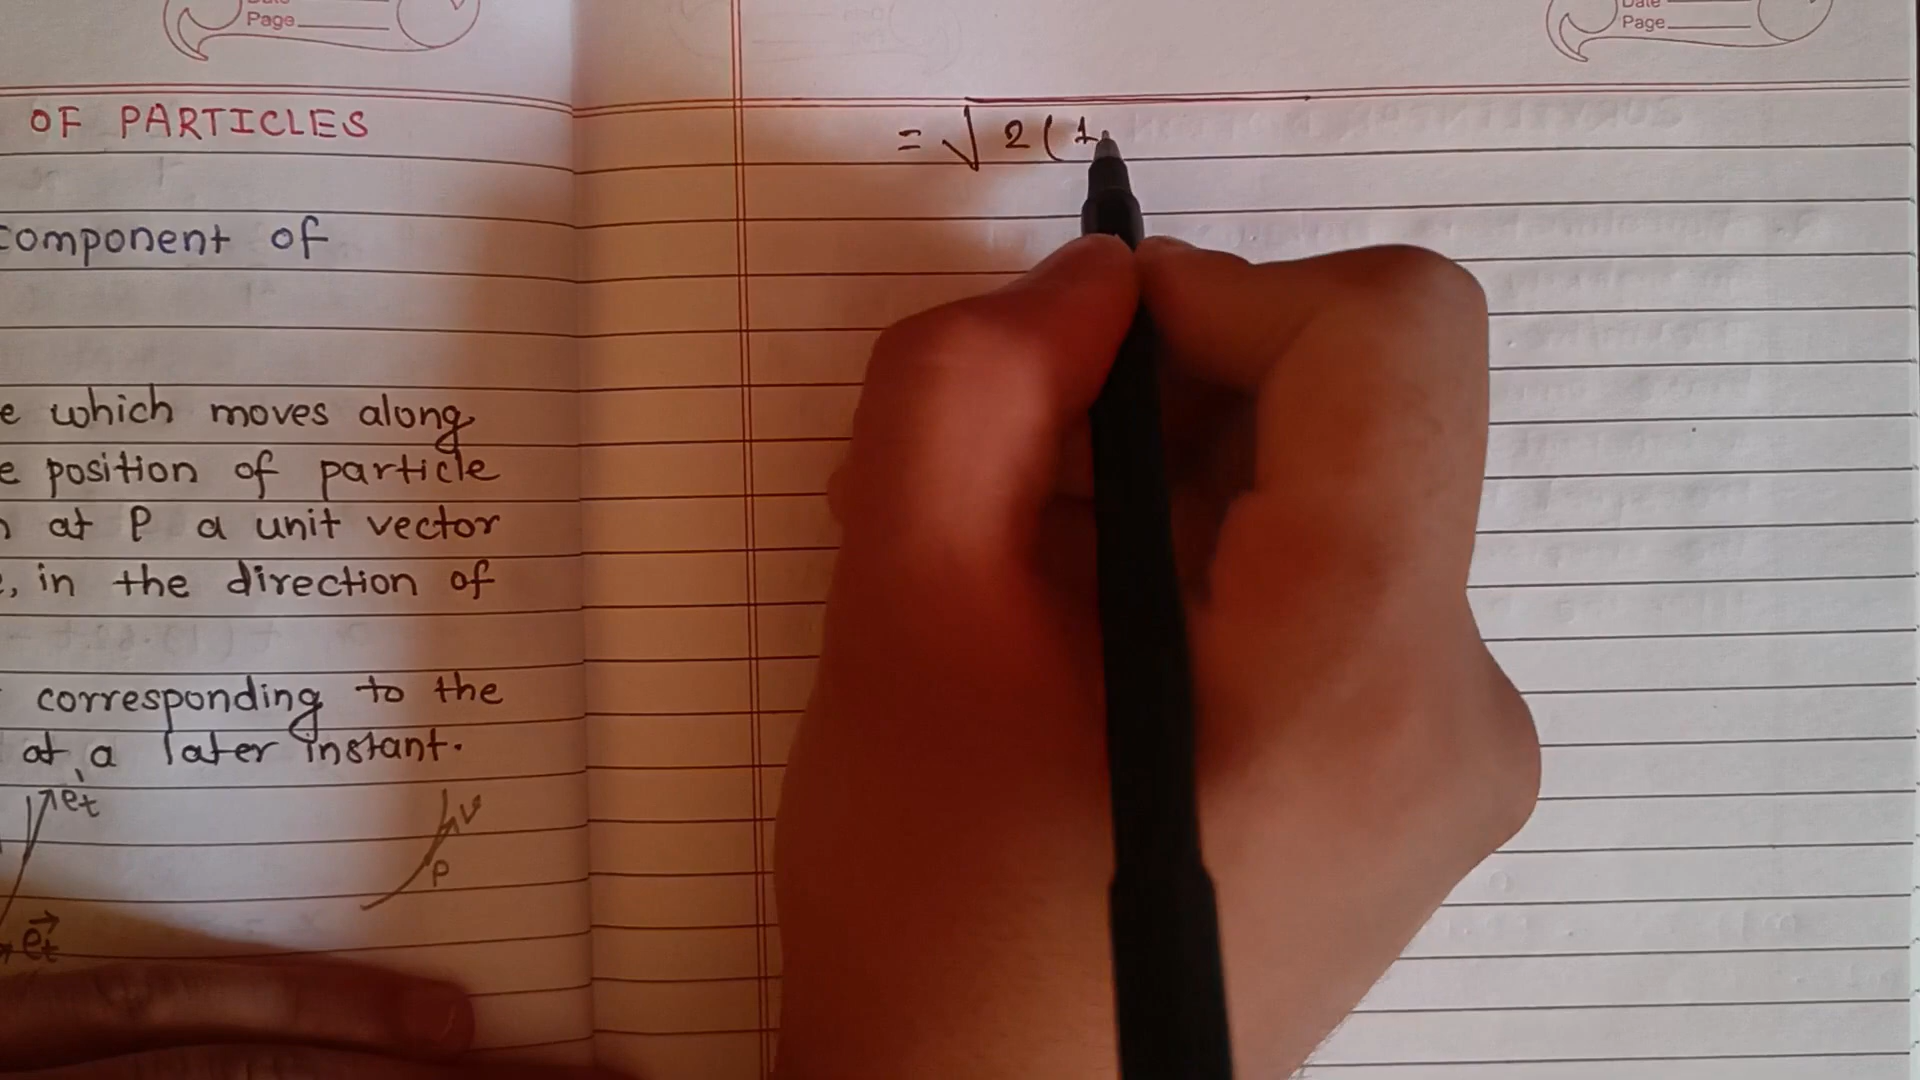 Page
OF PARTICLES
component of
which moves along
position of particle
at P a unit vector
, in the direction of
corresponding to the
at a later instant.
et
V
P
et
Date
Page
= √ 2 ( 1